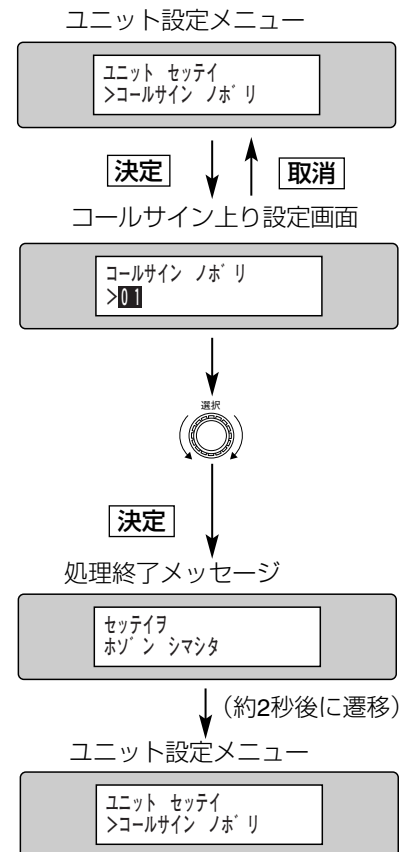 ユニット設定メニュー
ユニット セッテイ
>コールサイン ノボリ
決定 取消
コールサイン上り設定画面
コールサイン ノボリ
>01
選択
決定
処理終了メッセージ
セッテイヲ
ホゾン シマシタ
（約2秒後に遷移）
ユニット設定メニュー
ユニット セッテイ
>コールサイン ノボリ